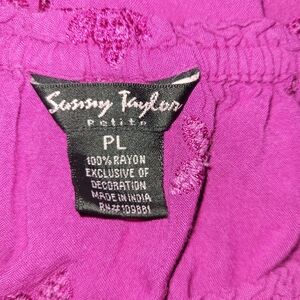 Sunny Taylor
Petite
PL
100% RAYON
EXCLUSIVE OF
DECORATION
MADE IN INDIA
RN#109881